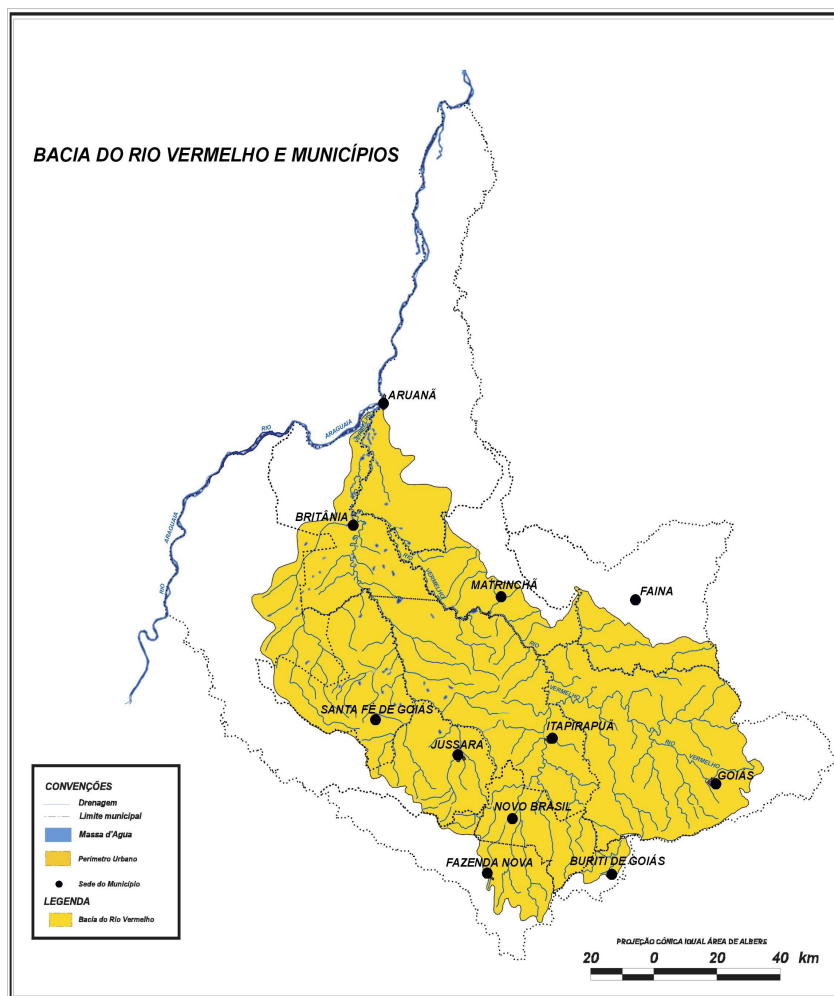 BACIA DO RIO VERMELHO E MUNICÍPIOS
ARUANÃ
RIO
ARAGUAIA
VERMELHO
BRITÂNIA
ARAGUAIA
RIO
RIO
VERMELHO
MATRINCHÃ
FAINA
RIO
VERMELHO
SANTA FÉ DE GOIÁS
ITAPIRAPUÃ
JUSSARA
RIO
VERMELHO
GOIÁS
NOVO BRASIL
FAZENDA NOVA
BURITI DE GOIÁS
CONVENÇÕES
Drenagem
Limite municipal
Massa d'Agua
Perímetro Urbano
Sede do Município
LEGENDA
Bacia do Rio Vermelho
PROJEÇÃO CÔNICA IGUAL ÁREA DE ALBERS
20 0 20 40 km